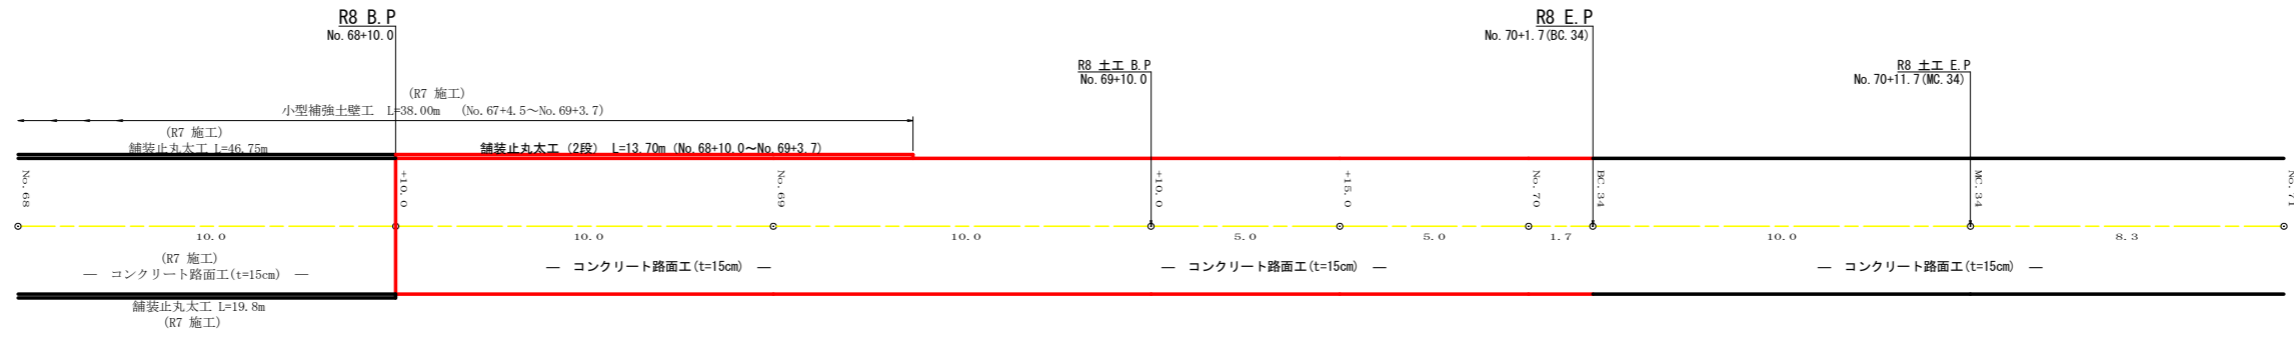 R8 B.P
No.68+10.0
R8 E.P
No.70+1.7(BC.34)
R8 土工 B.P
No.69+10.0
R8 土工 E.P
No.70+11.7(MC.34)
(R7 施工)
小型補強土壁工 L=38.00m (No.67+4.5～No.69+3.7)
(R7 施工)
舗装止丸太工 L=46.75m
舗装止丸太工 (2段) L=13.70m (No.68+10.0～No.69+3.7)
No.68
+10.0
No.69
+10.0
+15.0
No.70
BC.34
MC.34
No.71
10.0
10.0
10.0
5.0
5.0
1.7
10.0
8.3
(R7 施工)
― コンクリート路面工(t=15cm) ―
― コンクリート路面工(t=15cm) ―
― コンクリート路面工(t=15cm) ―
― コンクリート路面工(t=15cm) ―
舗装止丸太工 L=19.8m
(R7 施工)